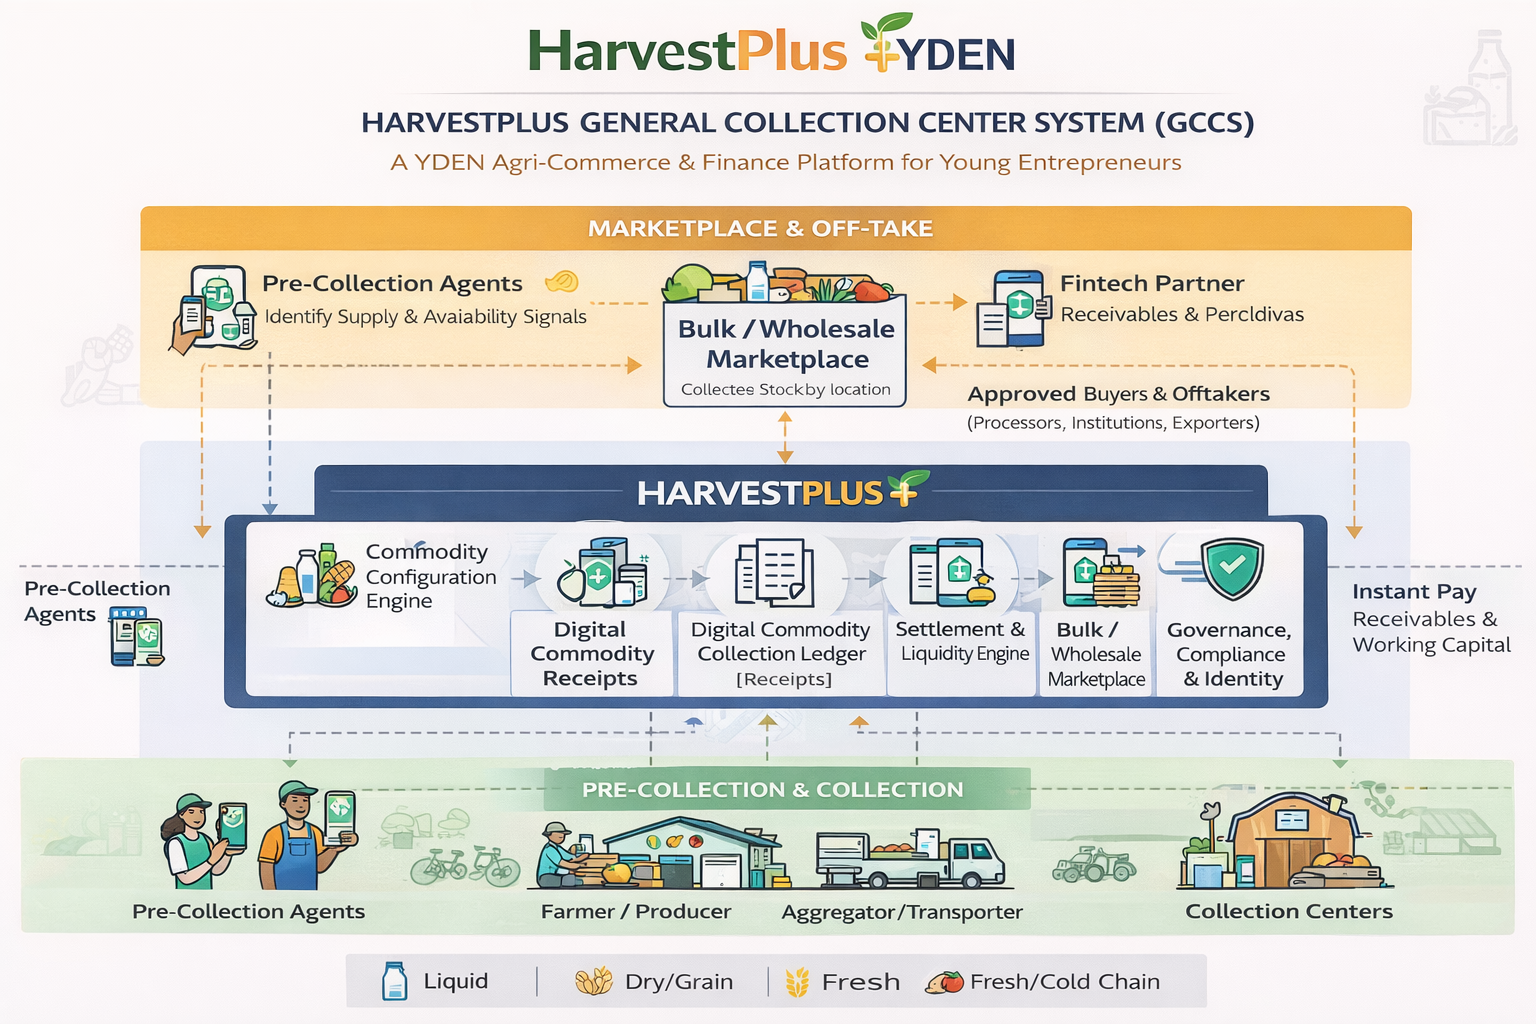 HarvestPlus YDEN
HARVESTPLUS GENERAL COLLECTION CENTER SYSTEM (GCCS)
A YDEN Agri-Commerce & Finance Platform for Young Entrepreneurs
MARKETPLACE & OFF-TAKE
Pre-Collection Agents
Identify Supply & Avaiability Signals
Bulk / Wholesale
Marketplace
Collectee Stockby location
Fintech Partner
Receivables & Percldivas
Approved Buyers & Offtakers
(Processors, Institutions, Exporters)
HARVESTPLUS
Pre-Collection
Agents
Commodity
Configuration
Engine
Digital
Commodity
Receipts
Digital Commodity
Collection Ledger
[Receipts]
Settlement &
Liquidity Engine
Bulk /
Wholesale
Marketplace
Governance,
Compliance
& Identity
Instant Pay
Receivables &
Working Capital
PRE-COLLECTION & COLLECTION
Pre-Collection Agents
Farmer / Producer
Aggregator/Transporter
Collection Centers
Liquid
Dry/Grain
Fresh
Fresh/Cold Chain